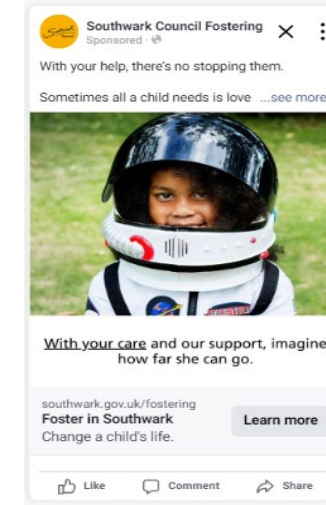 Southwark Council Fostering
Sponsored ·
With your help, there's no stopping them.
Sometimes all a child needs is love ...see more
With your care and our support, imagine
how far she can go.
southwark.gov.uk/fostering
Foster in Southwark
Learn more
Change a child's life.
Like
Comment
Share